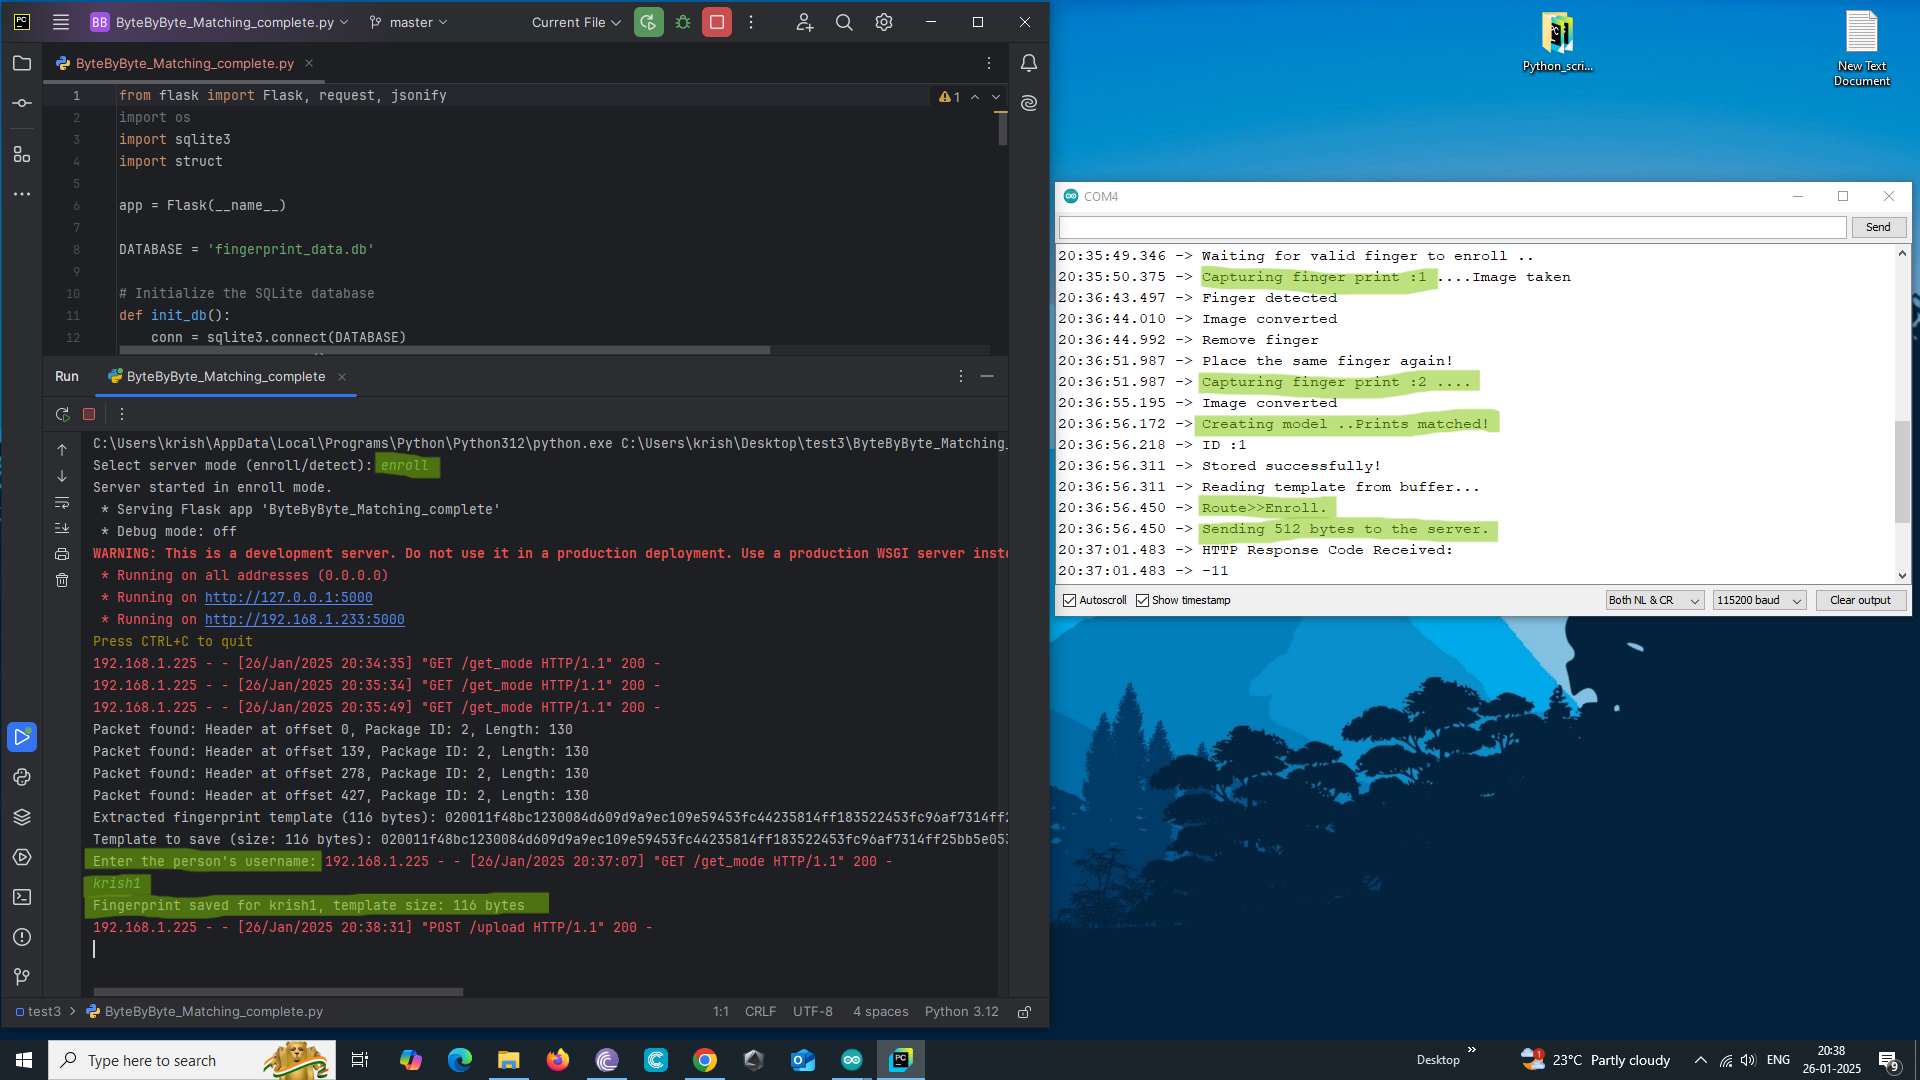 BB ByteByByte_Matching_complete.py master Current File
ByteByByte_Matching_complete.py
1 from flask import Flask, request, jsonify
1
2 import os
3 import sqlite3
4 import struct
5
6 app = Flask(__name__)
7
8 DATABASE = 'fingerprint_data.db'
9
10 # Initialize the SQLite database
11 def init_db():
12 conn = sqlite3.connect(DATABASE)
Run ByteByByte_Matching_complete
C:\Users\krish\AppData\Local\Programs\Python\Python312\python.exe C:\Users\krish\Desktop\test3\ByteByByte_Matching_
Select server mode (enroll/detect): enroll
Server started in enroll mode.
* Serving Flask app 'ByteByByte_Matching_complete'
* Debug mode: off
WARNING: This is a development server. Do not use it in a production deployment. Use a production WSGI server inste
* Running on all addresses (0.0.0.0)
* Running on http://127.0.0.1:5000
* Running on http://192.168.1.233:5000
Press CTRL+C to quit
192.168.1.225 - - [26/Jan/2025 20:34:35] "GET /get_mode HTTP/1.1" 200 -
192.168.1.225 - - [26/Jan/2025 20:35:34] "GET /get_mode HTTP/1.1" 200 -
192.168.1.225 - - [26/Jan/2025 20:35:49] "GET /get_mode HTTP/1.1" 200 -
Packet found: Header at offset 0, Package ID: 2, Length: 130
Packet found: Header at offset 139, Package ID: 2, Length: 130
Packet found: Header at offset 278, Package ID: 2, Length: 130
Packet found: Header at offset 427, Package ID: 2, Length: 130
Extracted fingerprint template (116 bytes): 020011f48bc1230084d609d9a9ec109e59453fc44235814ff183522453fc96af7314ff2
Template to save (size: 116 bytes): 020011f48bc1230084d609d9a9ec109e59453fc44235814ff183522453fc96af7314ff25bb5e053
Enter the person's username: 192.168.1.225 - - [26/Jan/2025 20:37:07] "GET /get_mode HTTP/1.1" 200 -
krish1
Fingerprint saved for krish1, template size: 116 bytes
192.168.1.225 - - [26/Jan/2025 20:38:31] "POST /upload HTTP/1.1" 200 -
test3 > ByteByByte_Matching_complete.py 1:1 CRLF UTF-8 4 spaces Python 3.12
Python_scri...
New Text
Document
COM4
Send
20:35:49.346 -> Waiting for valid finger to enroll ..
20:35:50.375 -> Capturing finger print :1 ....Image taken
20:36:43.497 -> Finger detected
20:36:44.010 -> Image converted
20:36:44.992 -> Remove finger
20:36:51.987 -> Place the same finger again!
20:36:51.987 -> Capturing finger print :2 ....
20:36:55.195 -> Image converted
20:36:56.172 -> Creating model ..Prints matched!
20:36:56.218 -> ID :1
20:36:56.311 -> Stored successfully!
20:36:56.311 -> Reading template from buffer...
20:36:56.450 -> Route>>Enroll.
20:36:56.450 -> Sending 512 bytes to the server.
20:37:01.483 -> HTTP Response Code Received:
20:37:01.483 -> -11
Autoscroll Show timestamp Both NL & CR 115200 baud Clear output
Type here to search PC Desktop » 1 23°C Partly cloudy ENG 20:38
26-01-2025 9